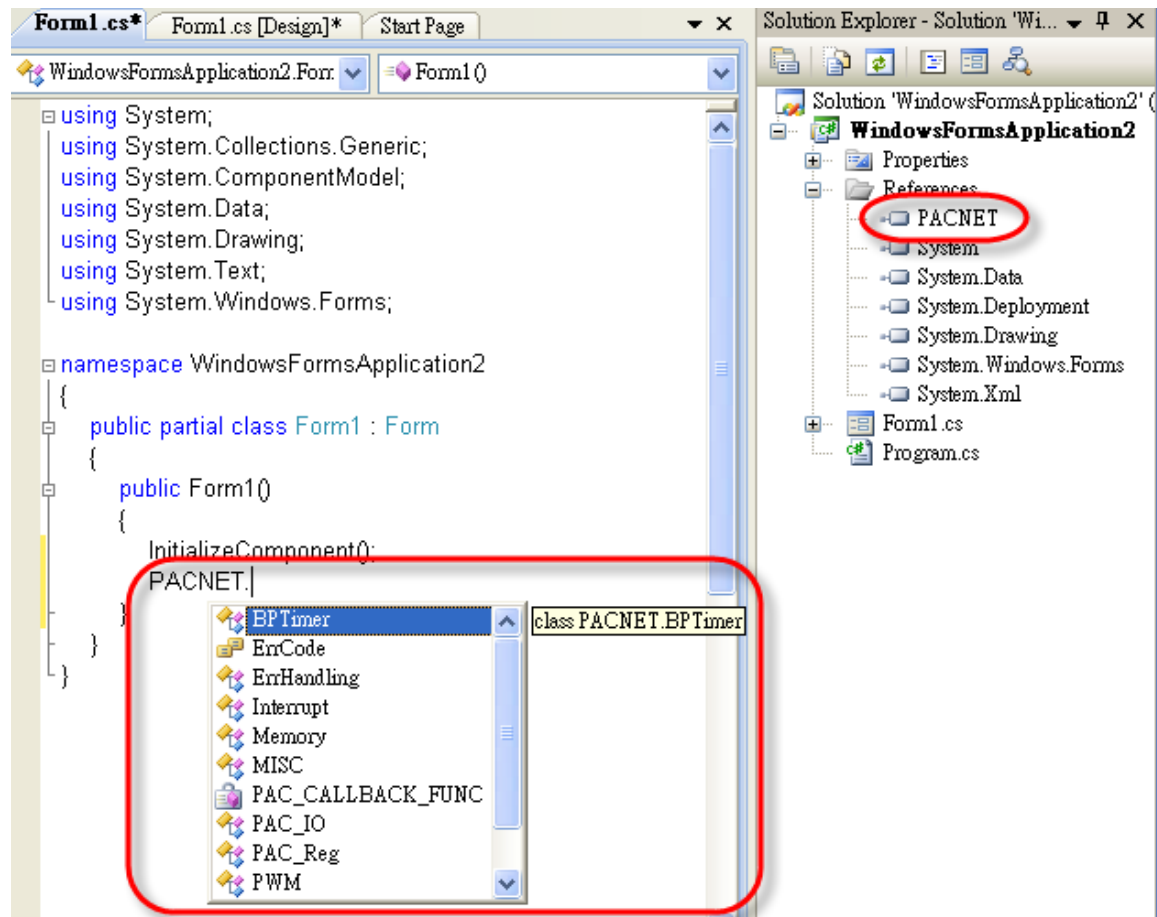 Form1.cs* Form1.cs [Design]* Start Page
WindowsFormsApplication2.Form Form1()
using System;
using System.Collections.Generic;
using System.ComponentModel;
using System.Data;
using System.Drawing;
using System.Text;
using System.Windows.Forms;
namespace WindowsFormsApplication2
{
public partial class Form1 : Form
{
public Form1()
{
InitializeComponent();
PACNET.
}
}
}
BPTimer
ErrCode
ErrHandling
Interrupt
Memory
MISC
PAC_CALLBACK_FUNC
PAC_IO
PAC_Reg
PWM
class PACNET.BPTimer
Solution Explorer - Solution 'Wi...
Solution 'WindowsFormsApplication2' (
WindowsFormsApplication2
Properties
References
PACNET
System
System.Data
System.Deployment
System.Drawing
System.Windows.Forms
System.Xml
Form1.cs
Program.cs